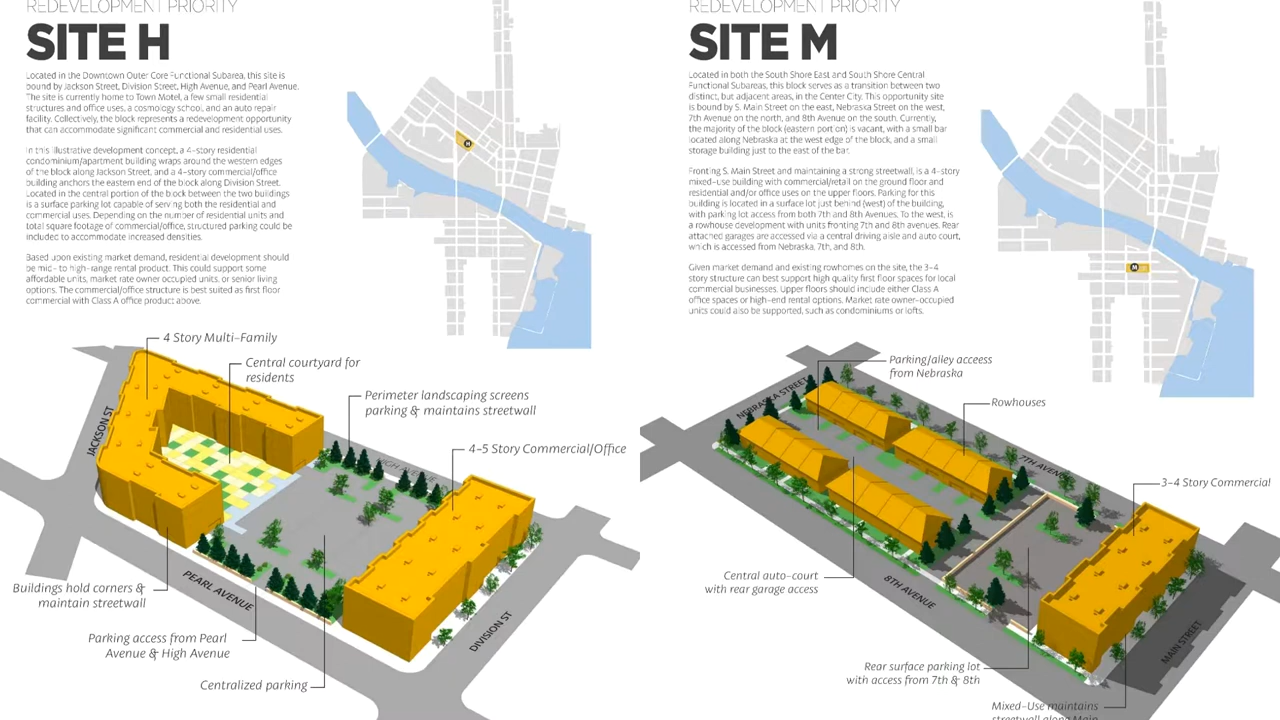 REDEVELOPMENT PRIORITY
SITE H
Located in the Downtown Outer Core Functional Subarea, this site is
bound by Jackson Street, Division Street, High Avenue, and Pearl Avenue.
The site is currently home to Town Motel, a few small residential
structures and office uses, a cosmology school, and an auto repair
facility. Collectively, the block represents a redevelopment opportunity
that can accommodate significant commercial and residential uses.
In this illustrative development concept, a 4-story residential
condominium/apartment building wraps around the western edges
of the block along Jackson Street, and a 4-story commercial/office
building anchors the eastern end of the block along Division Street.
Located in the central portion of the block between the two buildings
is a surface parking lot capable of serving both the residential and
commercial uses. Depending on the number of residential units and
total square footage of commercial/office, structured parking could be
included to accommodate increased densities.
Based upon existing market demand, residential development should
be mid- to high-range rental product. This could support some
affordable units, market rate owner occupied units, or senior living
options. The commercial/office structure is best suited as first floor
commercial with Class A office product above.
H
4 Story Multi-Family
Central courtyard for
residents
Perimeter landscaping screens
parking & maintains streetwall
4-5 Story Commercial/Office
JACKSON ST
HIGH AVENUE
PEARL AVENUE
DIVISION ST
Buildings hold corners &
maintain streetwall
Parking access from Pearl
Avenue & High Avenue
Centralized parking
REDEVELOPMENT PRIORITY
SITE M
Located in both the South Shore East and South Shore Central
Functional Subareas, this block serves as a transition between two
distinct, but adjacent areas, in the Center City. This opportunity site
is bound by S. Main Street on the east, Nebraska Street on the west,
7th Avenue on the north, and 8th Avenue on the south. Currently,
the majority of the block (eastern portion) is vacant, with a small bar
located along Nebraska at the west edge of the block, and a small
storage building just to the east of the bar.
Fronting S. Main Street and maintaining a strong streetwall, is a 4-story
mixed-use building with commercial/retail on the ground floor and
residential and/or office uses on the upper floors. Parking for this
building is located in a surface lot just behind (west) of the building,
with parking lot access from both 7th and 8th Avenues. To the west, is
a rowhouse development with units fronting 7th and 8th avenues. Rear
attached garages are accessed via a central driving aisle and auto court,
which is accessed from Nebraska, 7th, and 8th.
Given market demand and existing rowhomes on the site, the 3-4
story structure can best support high quality first floor spaces for local
commercial businesses. Upper floors should include either Class A
office spaces or high-end rental options. Market rate owner-occupied
units could also be supported, such as condominiums or lofts.
M
Parking/alley access
from Nebraska
Rowhouses
NEBRASKA STREET
7TH AVENUE
3-4 Story Commercial
Central auto-court
with rear garage access
8TH AVENUE
MAIN STREET
Rear surface parking lot
with access from 7th & 8th
Mixed-Use maintains
streetwall along Main